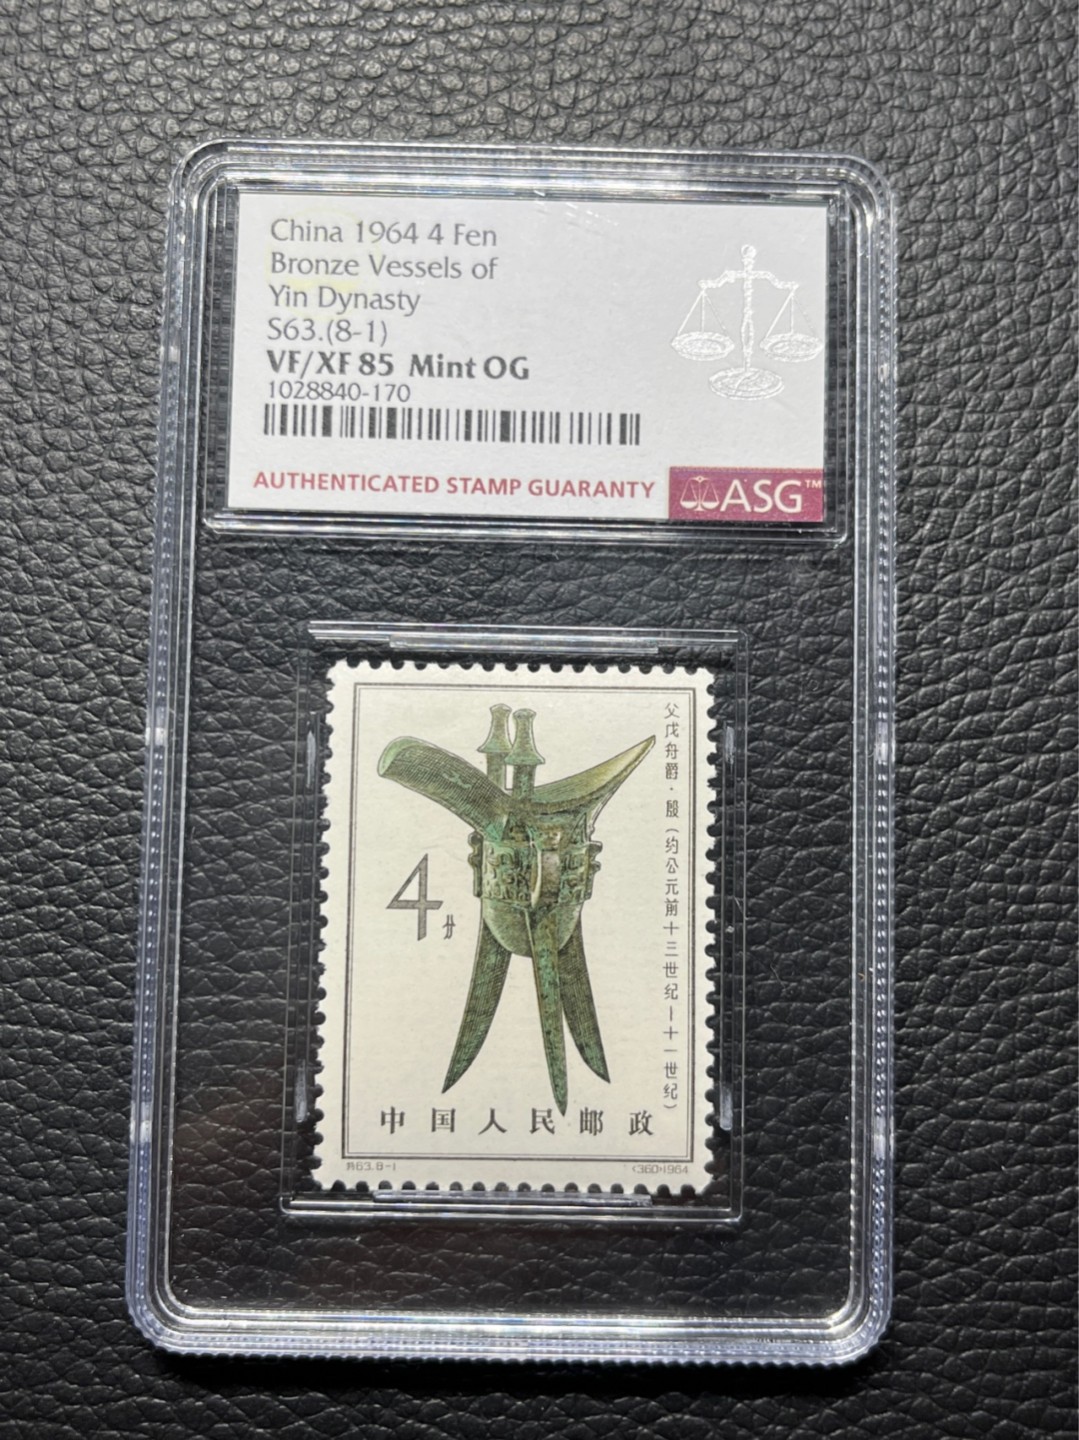 China 1964 4 Fen
Bronze Vessels of
Yin Dynasty
S63.(8-1)
VF/XF 85 Mint OG
1028840-170
AUTHENTICATED STAMP GUARANTY
ASG™
父戊舟爵·殷(约公元前十三世纪—十一世纪)
4分
中国人民邮政
特63.8-1
(360)1964